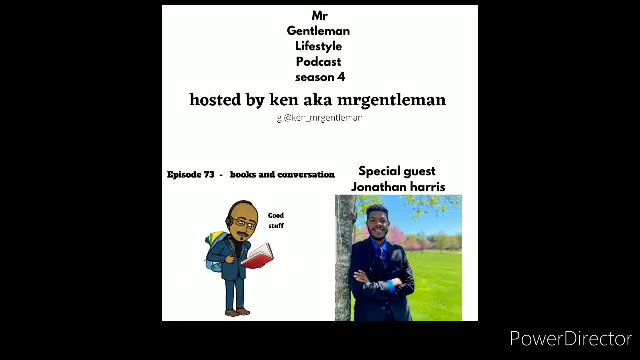 Mr
Gentleman
Lifestyle
Podcast
season 4
hosted by ken aka mrgentleman
g @ken_mrgentleman
Episode 73 - books and conversation
Special guest
Jonathan harris
Good
stuff
PowerDirector